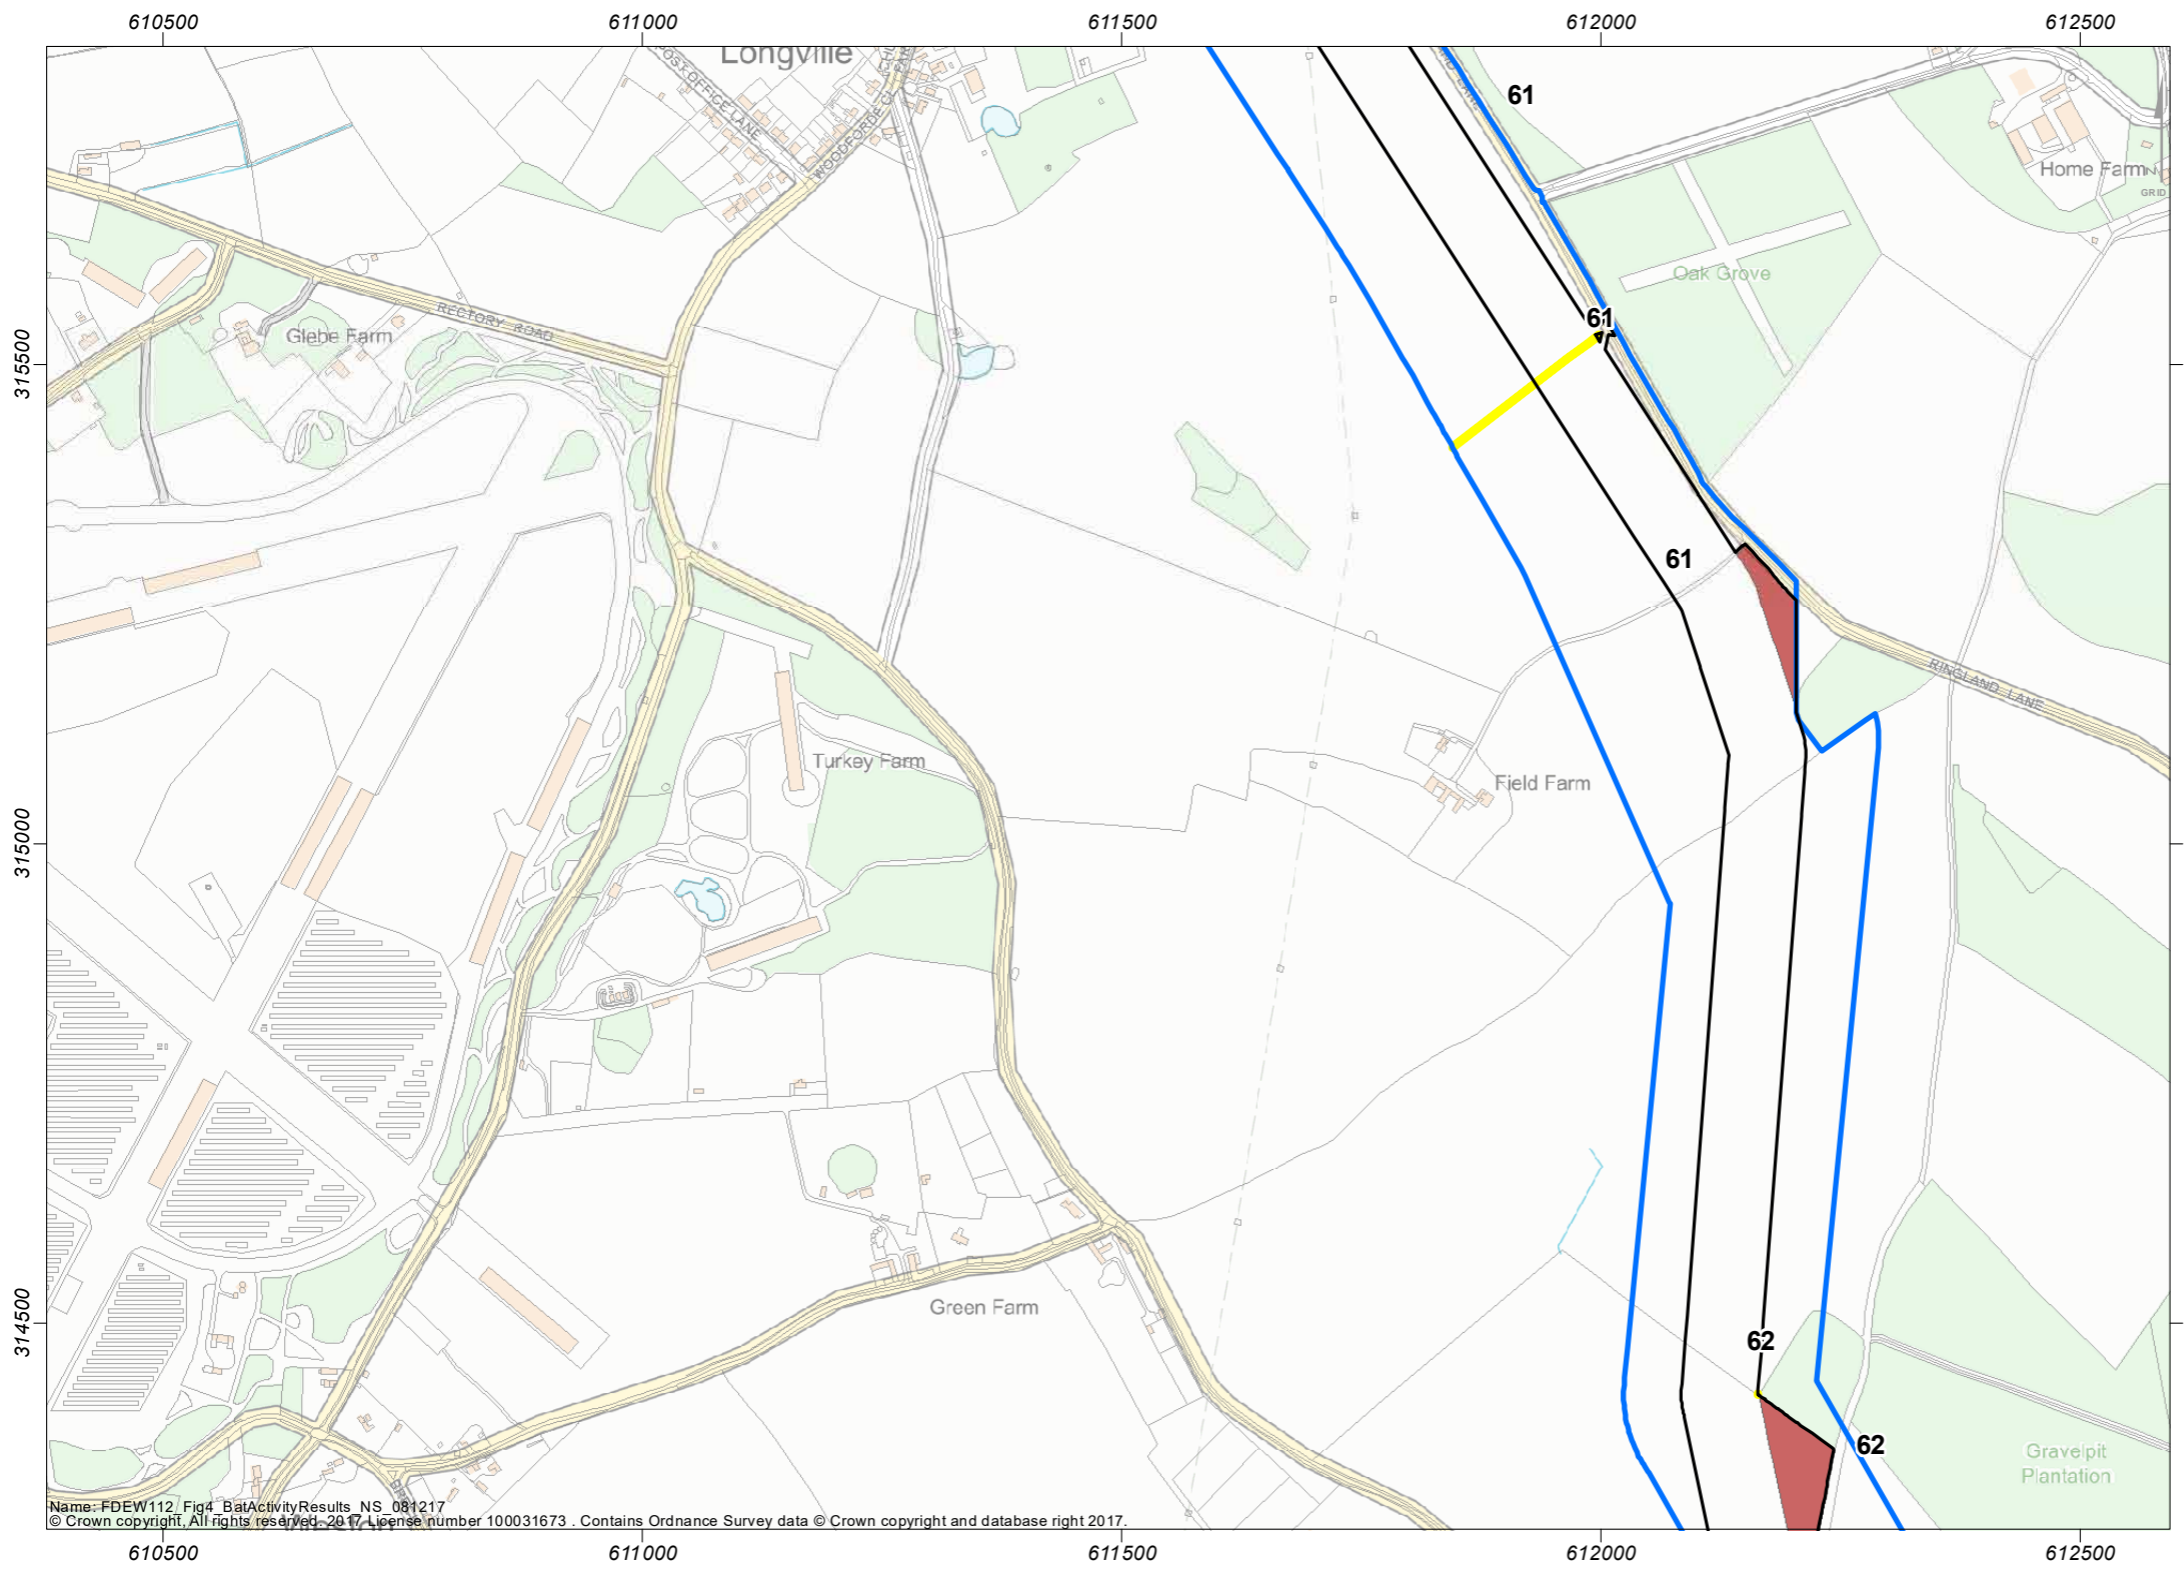 610500 611000 611500 612000 612500
Longville
POST OFFICE LANE
WOODFORDE CL
61
Home Farm
GRID
Oak Grove
61
RECTORY ROAD
Glebe Farm
315500
61
RINGLAND LANE
Turkey Farm
Field Farm
315000
Green Farm
314500
62
62
Gravelpit
Plantation
Name: FDEW112_Fig4_BatActivityResults_NS_081217
© Crown copyright, All rights reserved. 2017 License number 100031673 . Contains Ordnance Survey data © Crown copyright and database right 2017.
Weston
610500 611000 611500 612000 612500